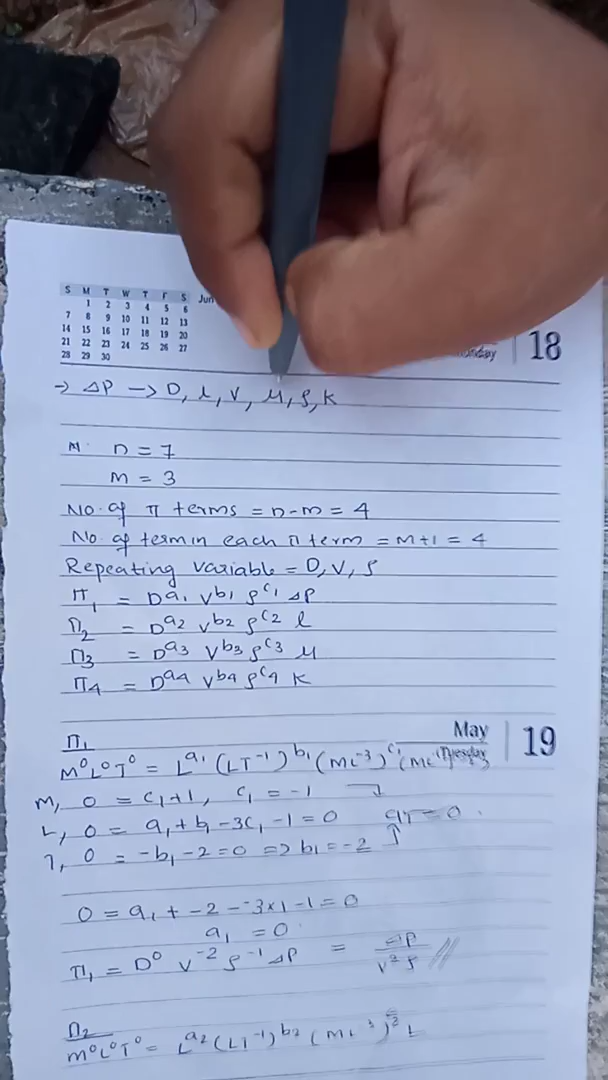 S M T W T F S Jun
1 2 3 4 5 6
7 8 9 10 11 12 13
14 15 16 17 18 19 20
21 22 23 24 25 26 27
28 29 30
18
→ ΔP → D, l, V, μ, ρ, K
M· n = 7
m = 3
No. of π terms = n-m = 4
No. of term in each π term = m+1 = 4
Repeating variable = D, V, ρ
π₁ = D^a₁ V^b₁ ρ^c₁ ΔP
π₂ = D^a₂ V^b₂ ρ^c₂ l
π₃ = D^a₃ V^b₃ ρ^c₃ μ
π₄ = D^a₄ V^b₄ ρ^c₄ K
May
Tuesday 19
π₁
M⁰L⁰T⁰ = L^a₁ (LT⁻¹)^b₁ (ML⁻³)^c₁ (ML
M, 0 = c₁+1, c₁ = -1
L, 0 = a₁+b₁-3c₁-1=0 a₁=0.
T, 0 = -b₁-2=0 => b₁=-2
0 = a₁ + -2 - -3×1-1=0
a₁ = 0
π₁ = D⁰ V⁻² ρ⁻¹ ΔP = ΔP / V²ρ //
π₂
M⁰L⁰T⁰ = L^a₂ (LT⁻¹)^b₂ (ML⁻³)^c₂ L